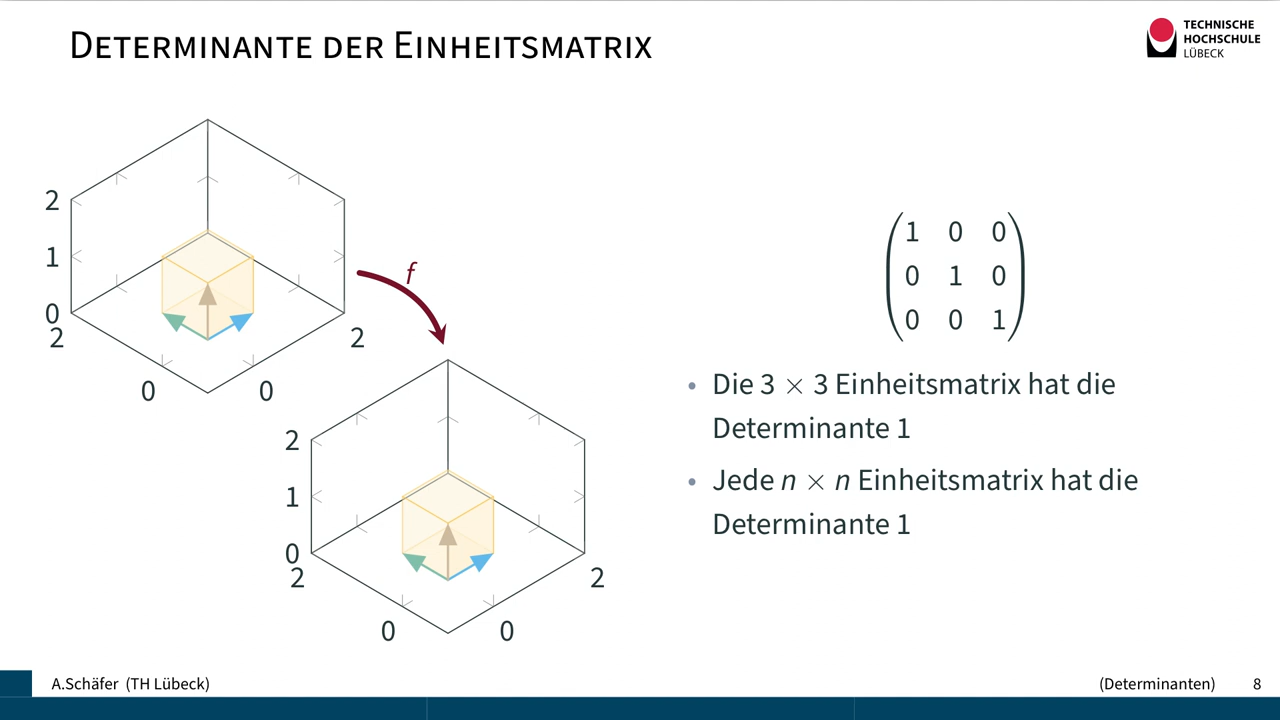 DETERMINANTE DER EINHEITSMATRIX
TECHNISCHE
HOCHSCHULE
LÜBECK
2
1
0
2
0
0
2
f
2
1
0
2
0
0
2
1 0 0
0 1 0
0 0 1
• Die 3 × 3 Einheitsmatrix hat die
Determinante 1
• Jede n × n Einheitsmatrix hat die
Determinante 1
A.Schäfer (TH Lübeck)
(Determinanten) 8